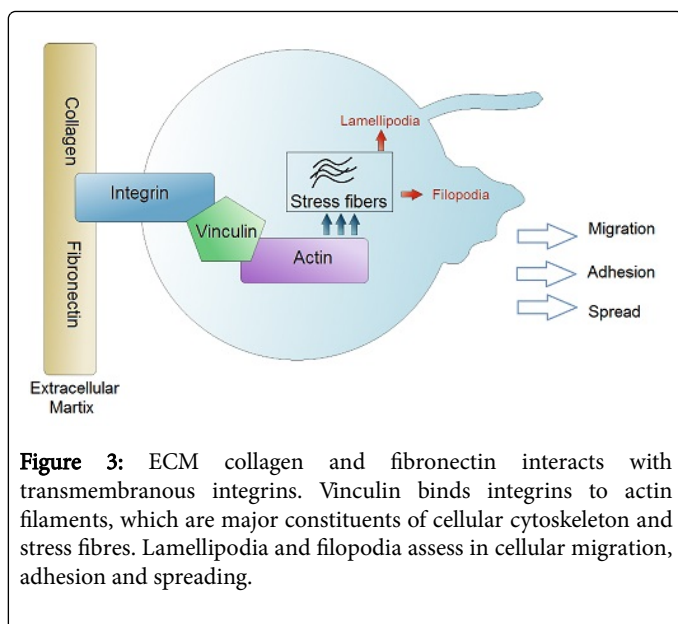 Collagen
Fibronectin
Integrin
Vinculin
Actin
Stress fibers
Lamellipodia
Filopodia
Migration
Adhesion
Spread
Extracellular
Martix
Figure 3: ECM collagen and fibronectin interacts with
transmembranous integrins. Vinculin binds integrins to actin
filaments, which are major constituents of cellular cytoskeleton and
stress fibres. Lamellipodia and filopodia assess in cellular migration,
adhesion and spreading.